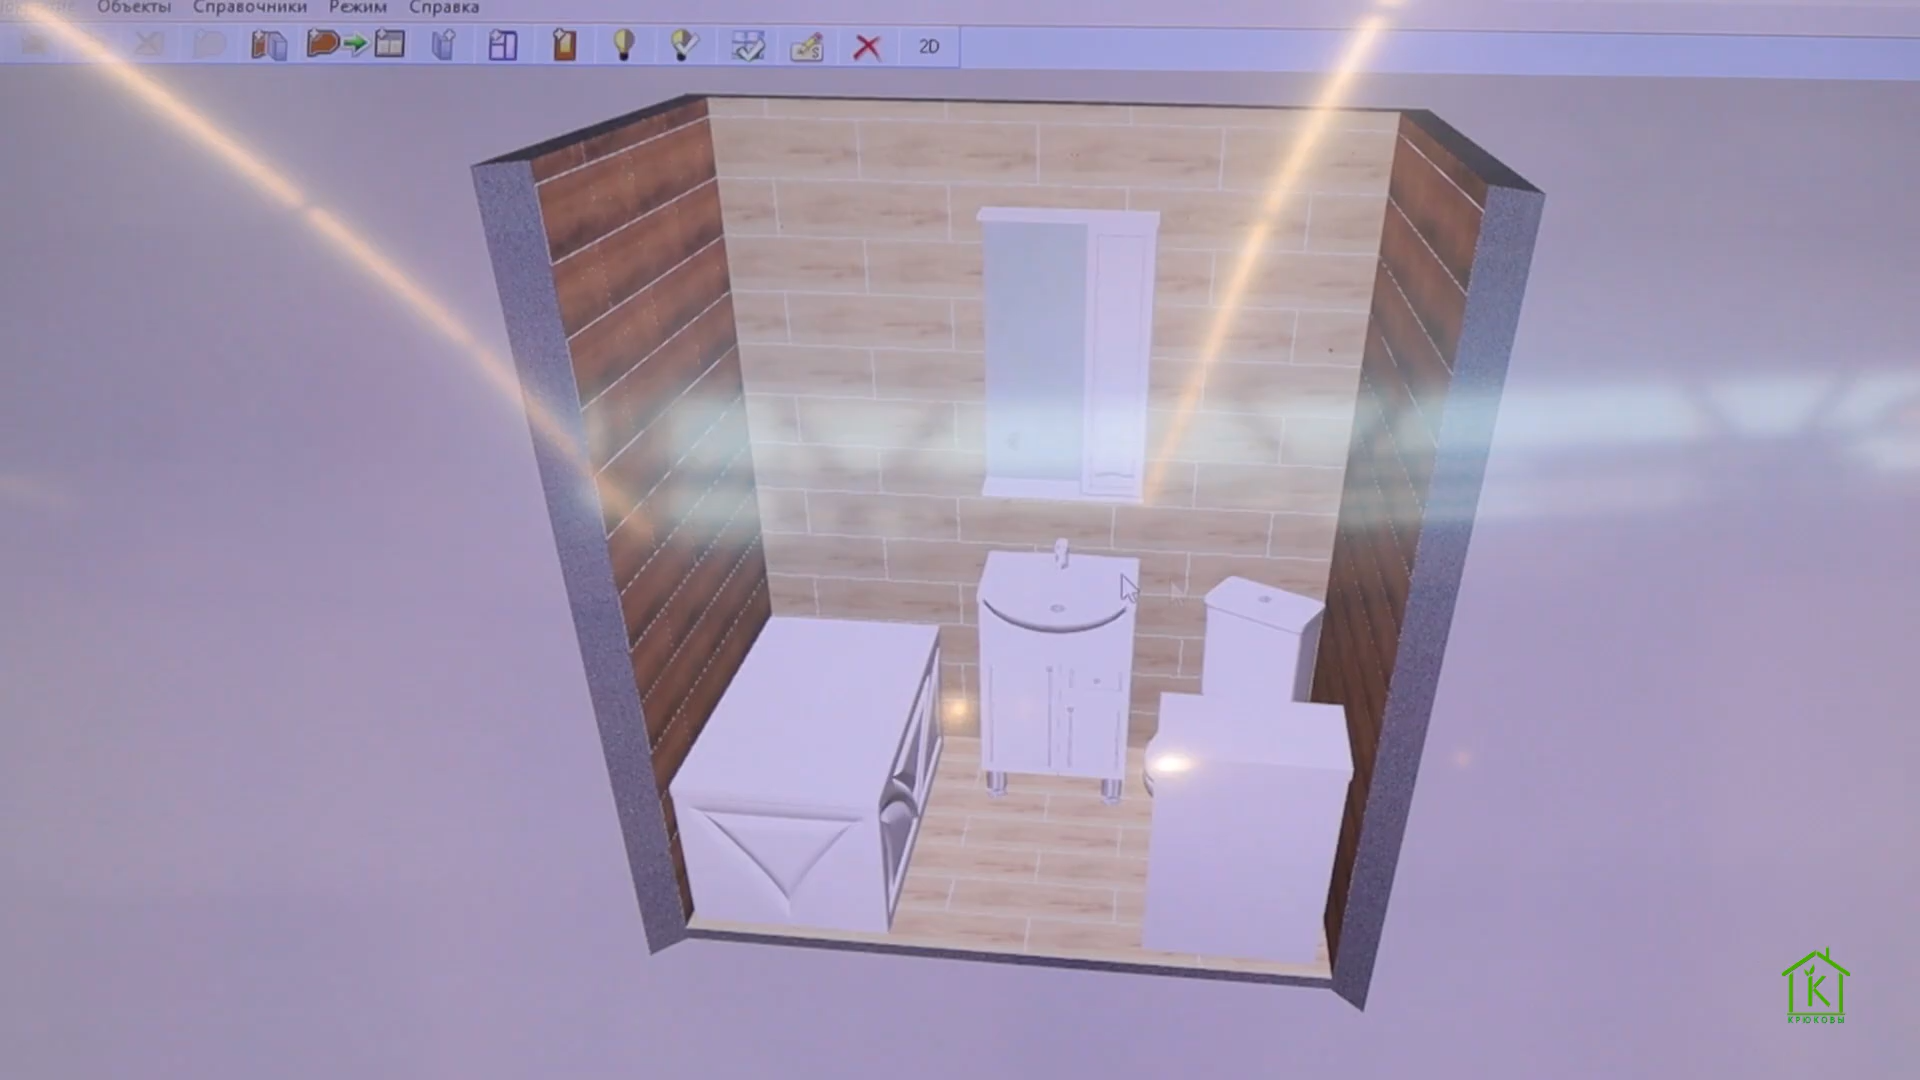 Объекты Справочники Режим Справка
2D
K
КРЮКОВЫ